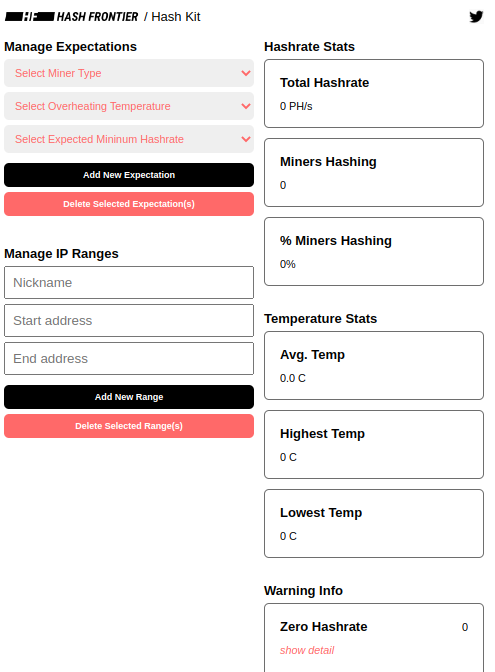 HASH FRONTIER / Hash Kit
Manage Expectations
Select Miner Type
Select Overheating Temperature
Select Expected Mininum Hashrate
Add New Expectation
Delete Selected Expectation(s)
Manage IP Ranges
Nickname
Start address
End address
Add New Range
Delete Selected Range(s)
Hashrate Stats
Total Hashrate
0 PH/s
Miners Hashing
0
% Miners Hashing
0%
Temperature Stats
Avg. Temp
0.0 C
Highest Temp
0 C
Lowest Temp
0 C
Warning Info
Zero Hashrate 0
show detail